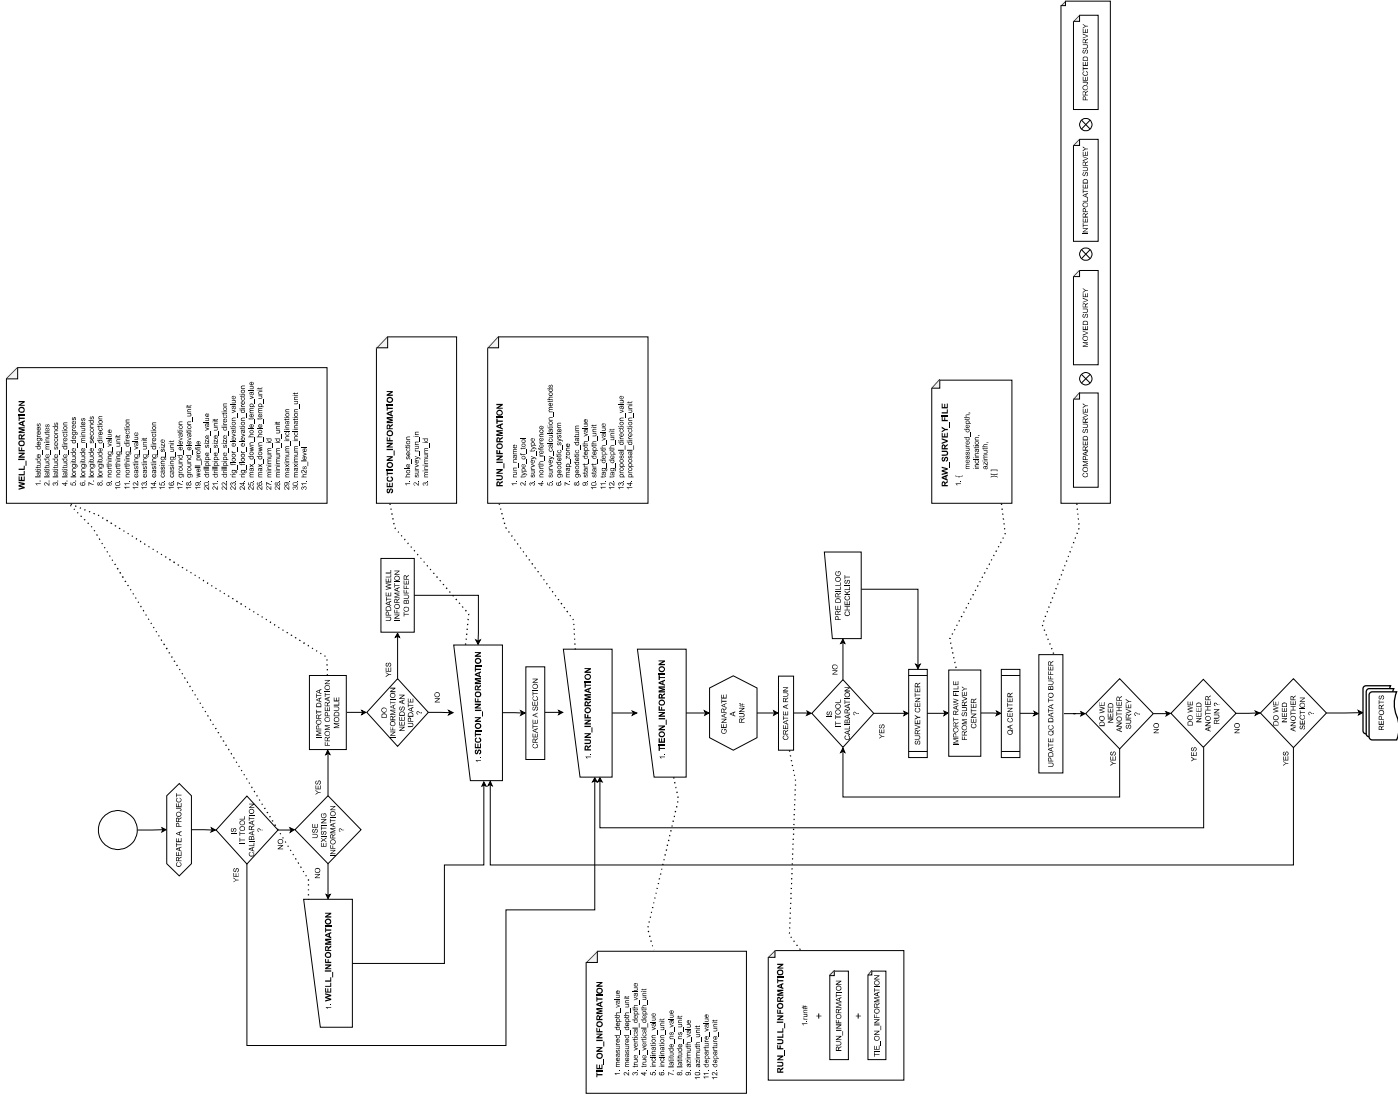 WELL_INFORMATION
1. latitude_degrees
2. latitude_minutes
3. latitude_seconds
4. latitude_direction
5. longitude_degrees
6. longitude_minutes
7. longitude_seconds
8. longitude_direction
9. northing_value
10. northing_unit
11. northing_direction
12. easting_value
13. easting_unit
14. easting_direction
15. casing_size
16. casing_unit
17. ground_elevation
18. ground_elevation_unit
19. well_profile
20. drillpipe_size_value
21. drillpipe_size_unit
22. drillpipe_size_direction
23. rig_floor_elevation_value
24. rig_floor_elevation_direction
25. max_down_hole_temp_value
26. max_down_hole_temp_unit
27. minimum_id
28. minimum_id_unit
29. maximum_inclination
30. maximum_inclination_unit
31. h2s_level
SECTION_INFORMATION
1. hole_section
2. survey_run_in
3. minimum_id
RUN_INFORMATION
1. run_name
2. type_of_tool
3. survey_type
4. north_reference
5. survey_calculation_methods
6. geodetic_system
7. map_zone
8. geodetic_datum
9. start_depth_value
10. start_depth_unit
11. tag_depth_value
12. tag_depth_unit
13. proposal_direction_value
14. proposal_direction_unit
RAW_SURVEY_FILE
1. {
measured_depth,
inclination,
azimuth,
}[ ]
COMPARED SURVEY
MOVED SURVEY
INTERPOLATED SURVEY
PROJECTED SURVEY
CREATE A PROJECT
IS
IT TOOL
CALIBARATION
?
YES
NO
USE
EXISTING
INFORMATION
?
YES
NO
1. WELL_INFORMATION
IMPORT DATA
FROM OPERATION
MODULE
DO
INFORMATION
NEEDS AN
UPDATE
?
YES
NO
UPDATE WELL
INFORMATION
TO BUFFER
1. SECTION_INFORMATION
CREATE A SECTION
1. RUN_INFORMATION
1. TIEON_INFORMATION
GENARATE
A
RUN#
CREATE A RUN
IS
IT TOOL
CALIBARATION
?
NO
YES
PRE DRILLOG
CHECKLIST
SURVEY CENTER
IMPORT RAW FILE
FROM SURVEY
CENTER
QA CENTER
UPDATE QC DATA TO BUFFER
DO WE
NEED
ANOTHER
SURVEY
?
YES
NO
DO WE
NEED
ANOTHER
RUN
?
YES
NO
DO WE
NEED
ANOTHER
SECTION
?
YES
REPORTS
TIE_ON_INFORMATION
1. measured_depth_value
2. measured_depth_unit
3. true_vertical_depth_value
4. true_vertical_depth_unit
5. inclination_value
6. inclination_unit
7. latitude_ns_value
8. latitude_ns_unit
9. azimuth_value
10. azimuth_unit
11. departure_value
12. departure_unit
RUN_FULL_INFORMATION
1.run#
+
RUN_INFORMATION
+
TIE_ON_INFORMATION